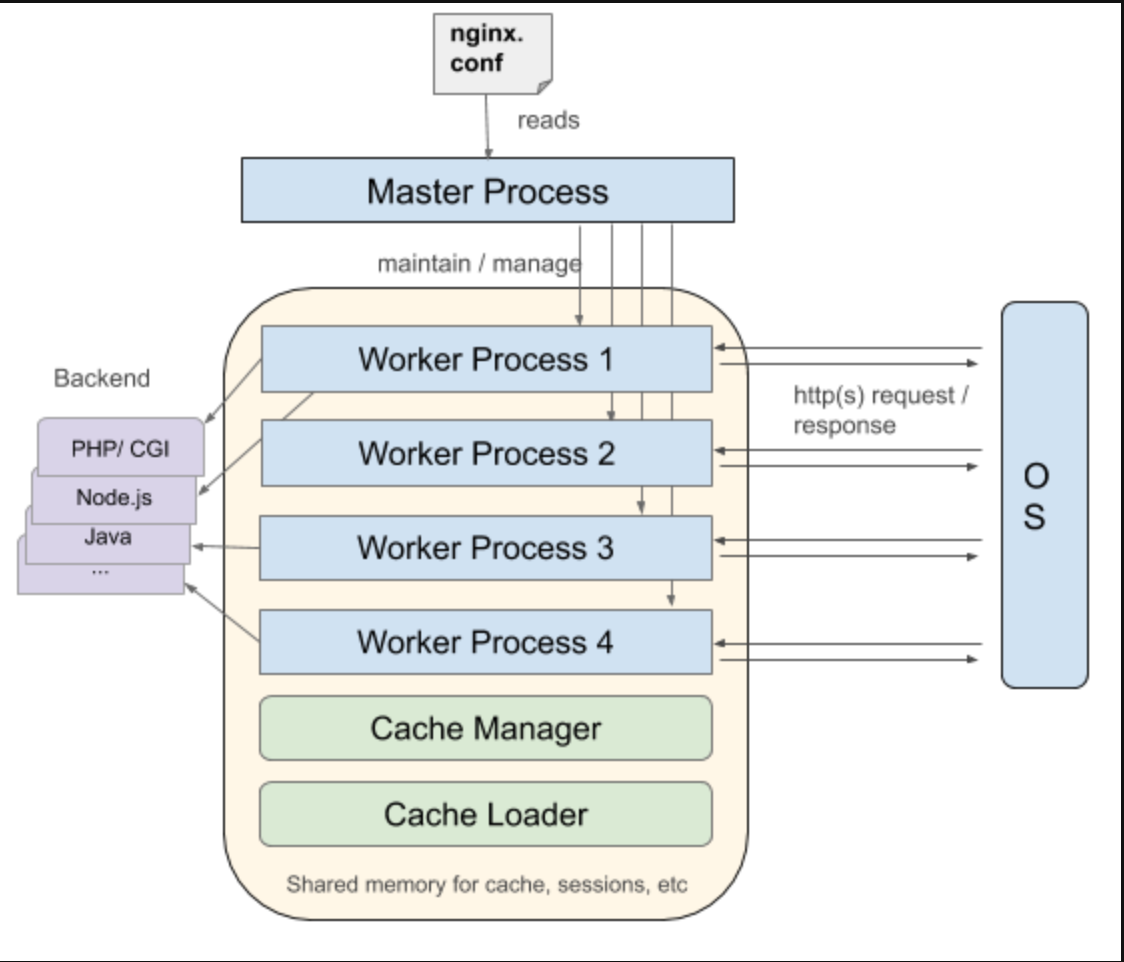 nginx.
conf
reads
Master Process
maintain / manage
Worker Process 1
Backend
http(s) request /
response
PHP/ CGI
Worker Process 2
Node.js
O
S
Java
Worker Process 3
...
Worker Process 4
Cache Manager
Cache Loader
Shared memory for cache, sessions, etc